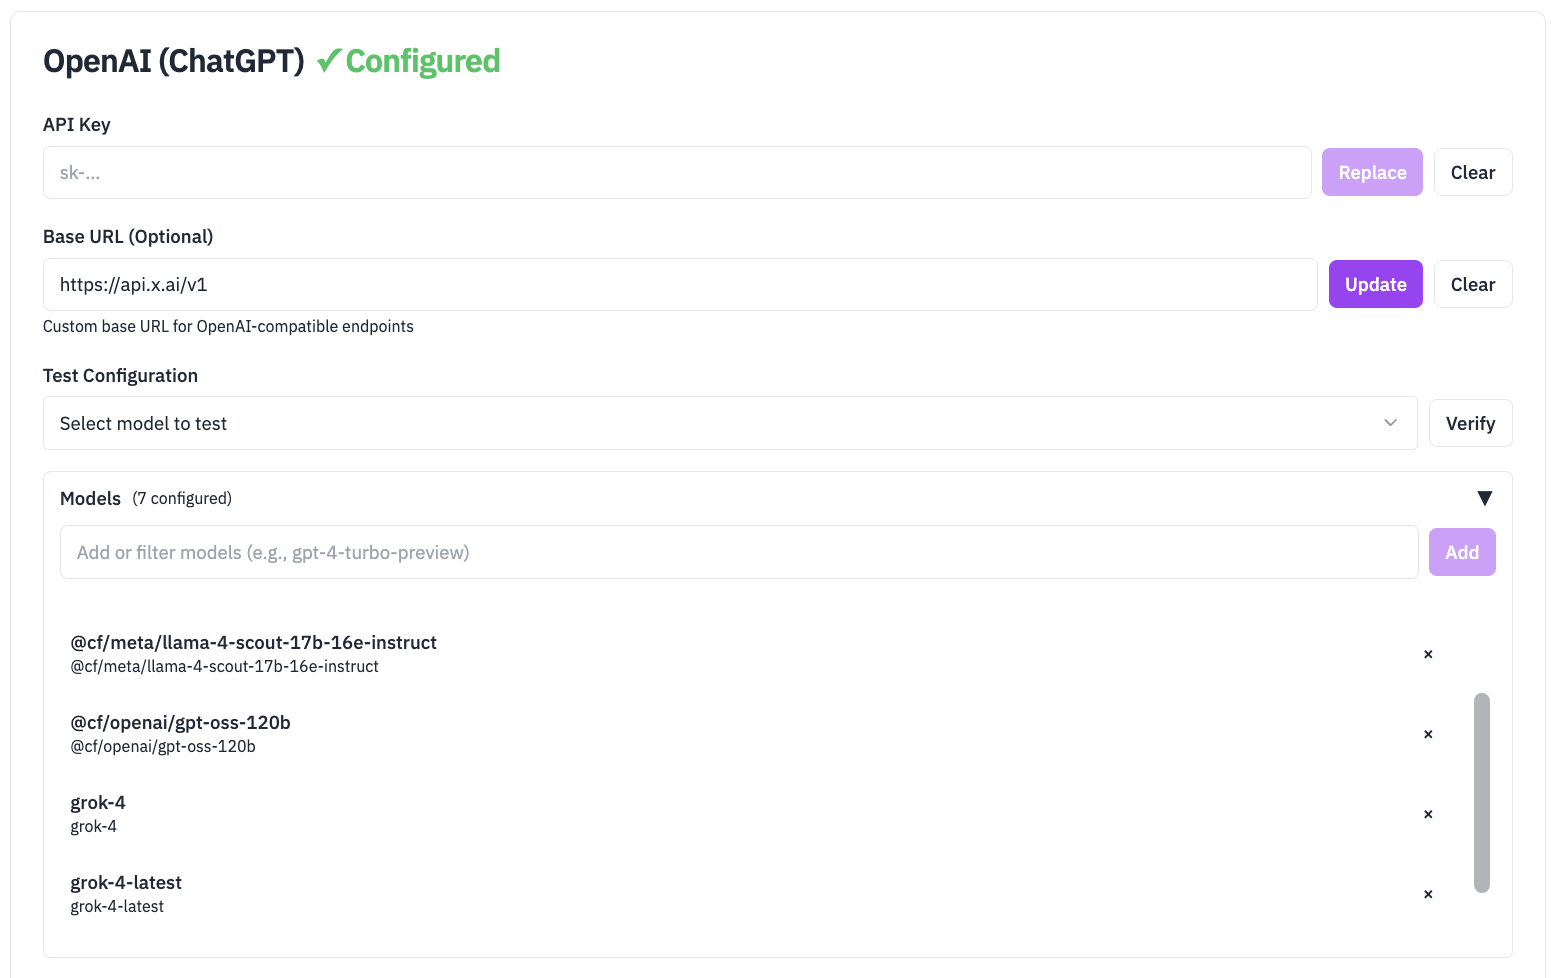 OpenAI (ChatGPT) ✓ Configured
API Key
sk-... Replace Clear
Base URL (Optional)
https://api.x.ai/v1 Update Clear
Custom base URL for OpenAI-compatible endpoints
Test Configuration
Select model to test Verify
Models (7 configured) ▼
Add or filter models (e.g., gpt-4-turbo-preview) Add
@cf/meta/llama-4-scout-17b-16e-instruct
@cf/meta/llama-4-scout-17b-16e-instruct ×
@cf/openai/gpt-oss-120b
@cf/openai/gpt-oss-120b ×
grok-4
grok-4 ×
grok-4-latest
grok-4-latest ×